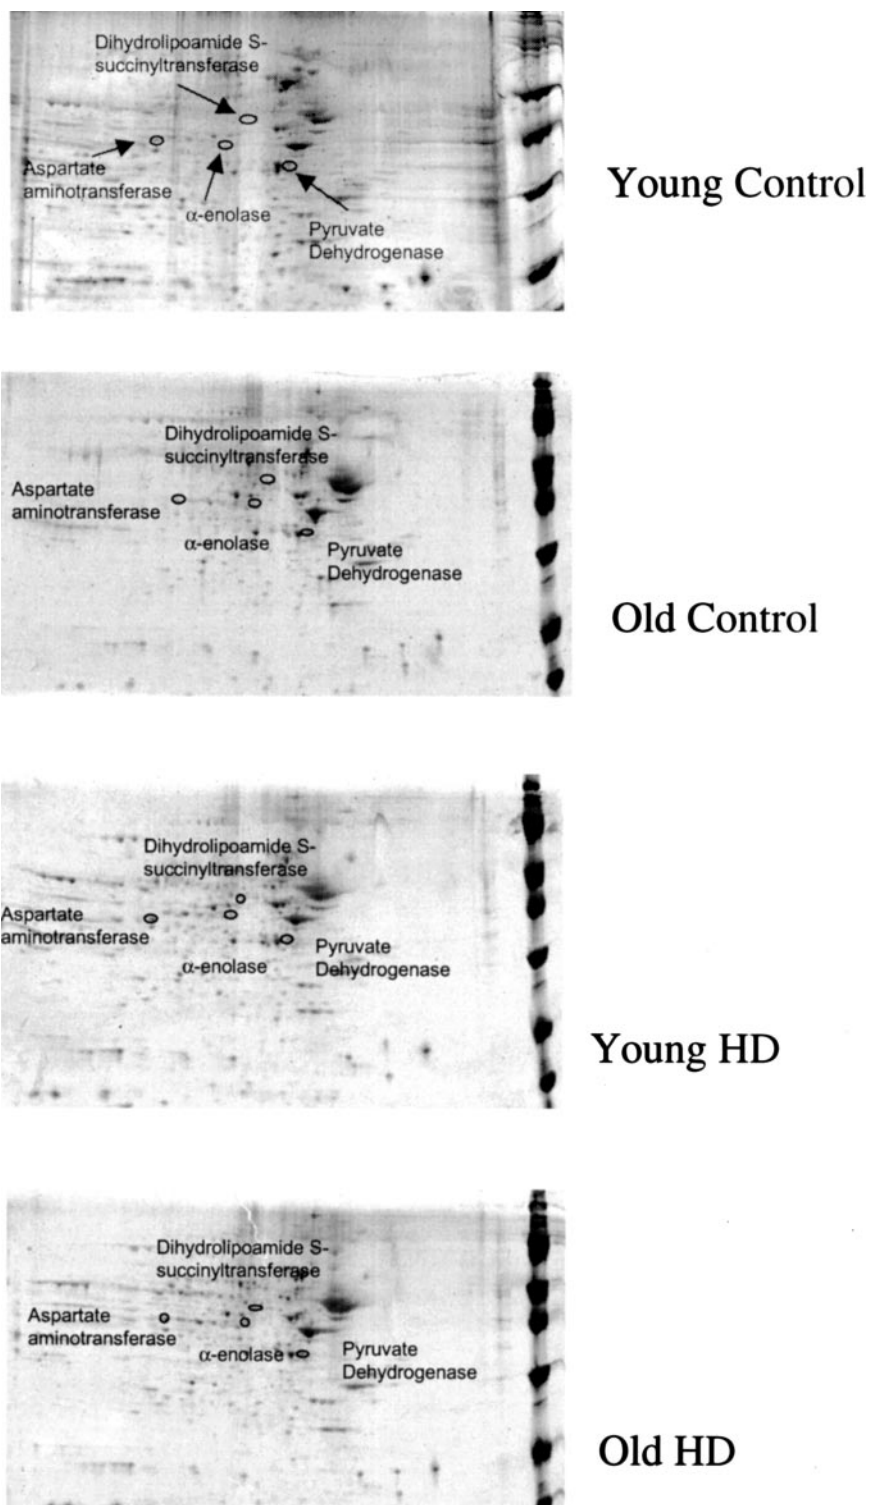 Dihydrolipoamide S-
succinyltransferase
Aspartate
aminotransferase
α-enolase
Pyruvate
Dehydrogenase
Young Control
Dihydrolipoamide S-
succinyltransferase
Aspartate
aminotransferase
α-enolase
Pyruvate
Dehydrogenase
Old Control
Dihydrolipoamide S-
succinyltransferase
Aspartate
aminotransferase
α-enolase
Pyruvate
Dehydrogenase
Young HD
Dihydrolipoamide S-
succinyltransferase
Aspartate
aminotransferase
α-enolase
Pyruvate
Dehydrogenase
Old HD